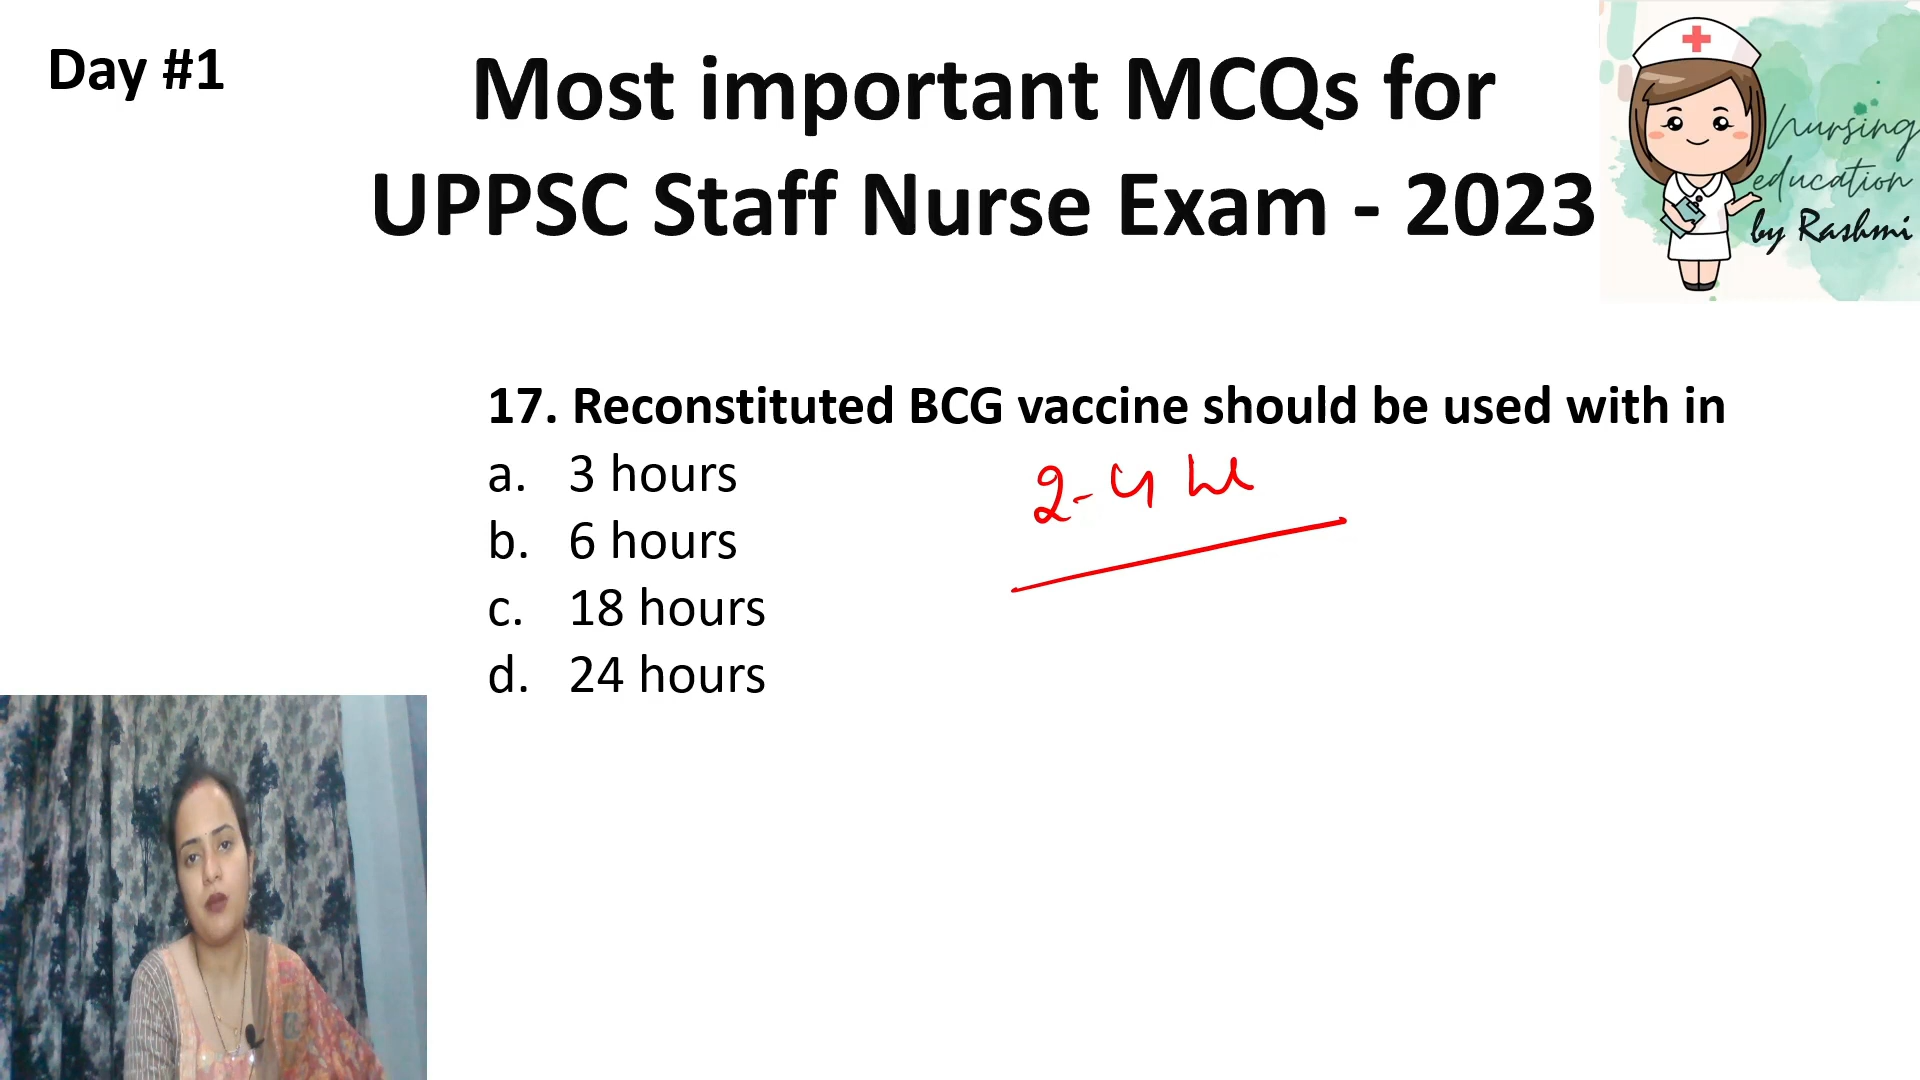 Day #1
Most important MCQs for
UPPSC Staff Nurse Exam - 2023
nursing
education
by Rashmi
17. Reconstituted BCG vaccine should be used with in
a. 3 hours
b. 6 hours
c. 18 hours
d. 24 hours
2-4